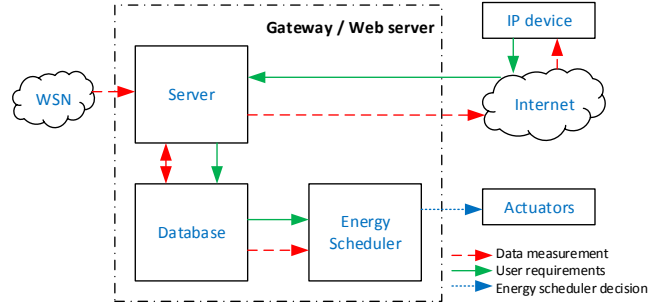 Gateway / Web server
IP device
WSN
Server
Internet
Database
Energy
Scheduler
Actuators
Data measurement
User requirements
Energy scheduler decision